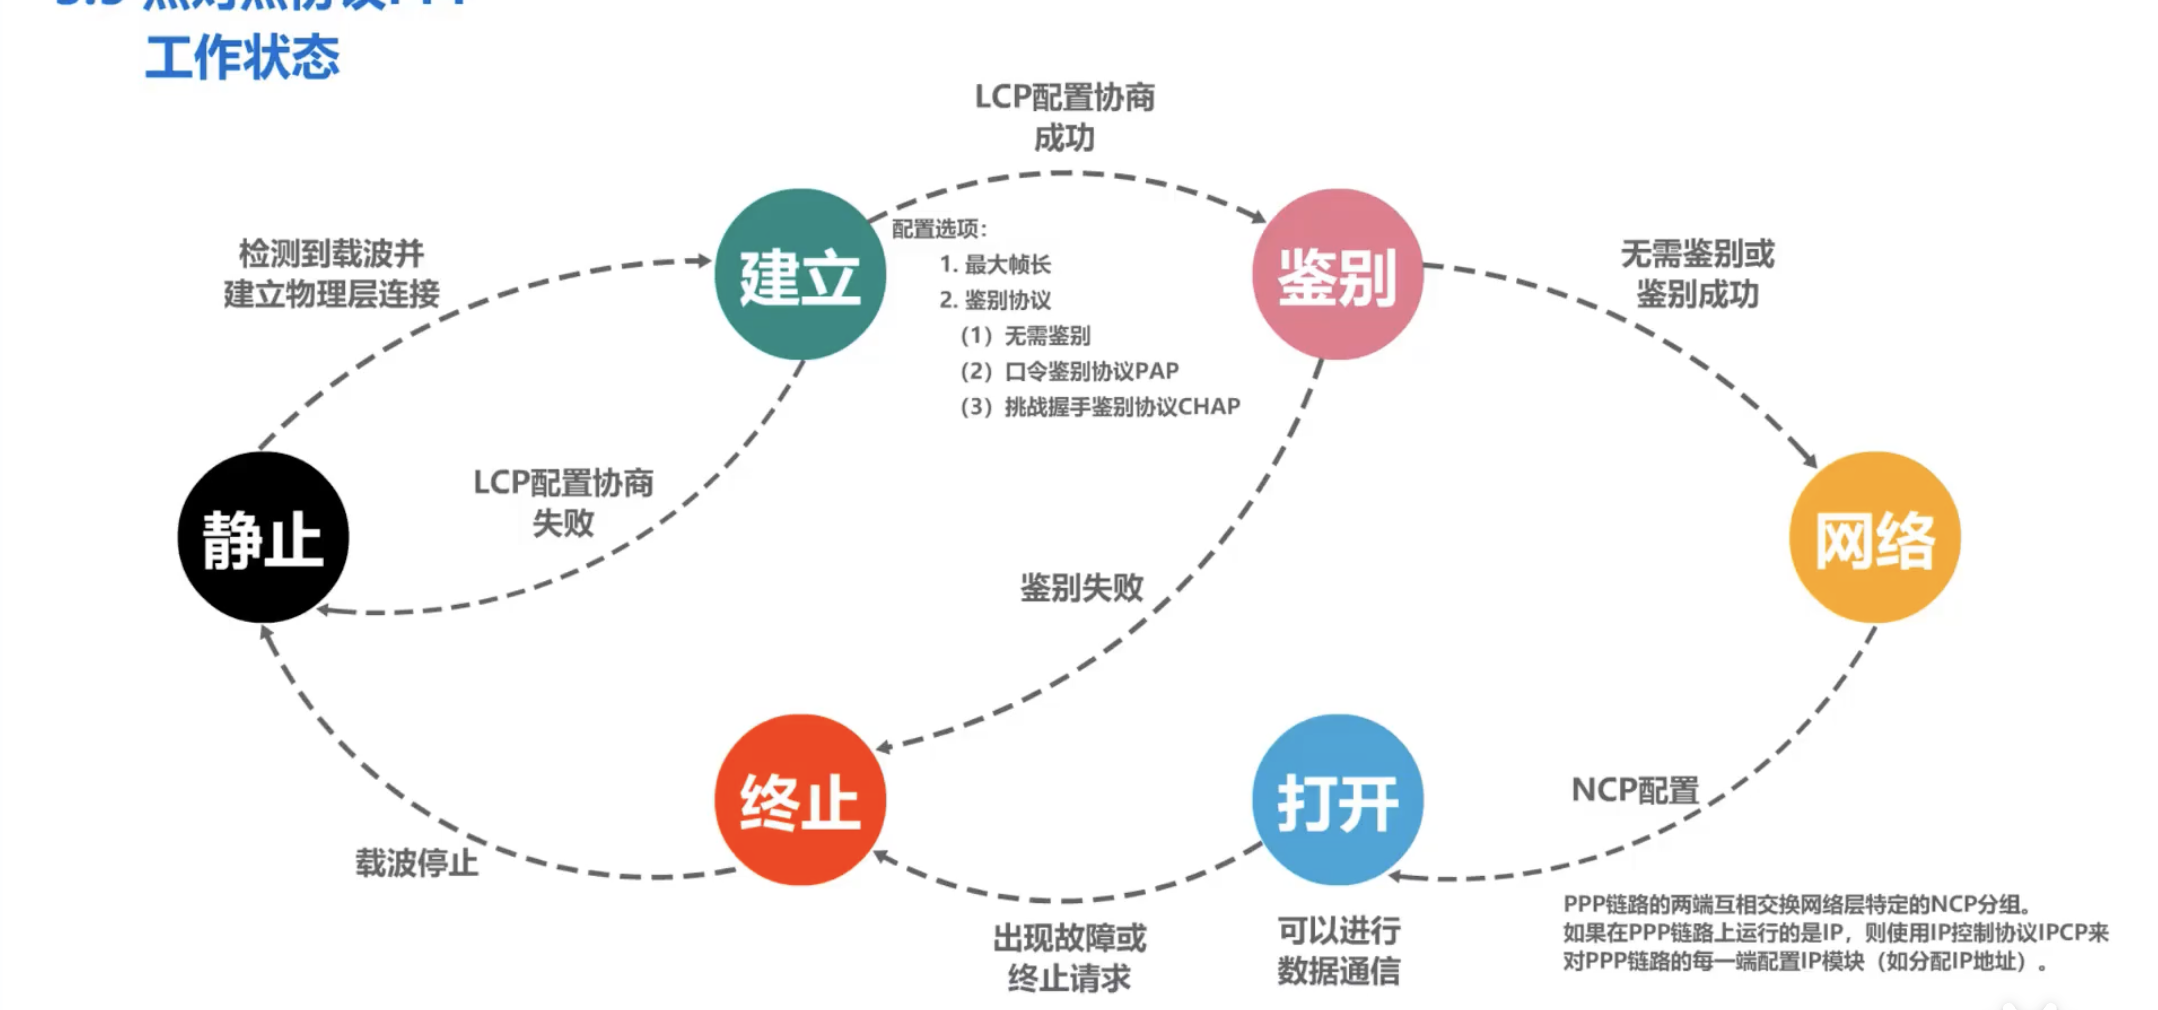 工作状态
LCP配置协商
成功
检测到载波并
建立物理层连接
建立
配置选项：
1. 最大帧长
2. 鉴别协议
（1）无需鉴别
（2）口令鉴别协议PAP
（3）挑战握手鉴别协议CHAP
鉴别
无需鉴别或
鉴别成功
静止
LCP配置协商
失败
鉴别失败
网络
终止
打开
NCP配置
载波停止
出现故障或
终止请求
可以进行
数据通信
PPP链路的两端互相交换网络层特定的NCP分组。
如果在PPP链路上运行的是IP，则使用IP控制协议IPCP来
对PPP链路的每一端配置IP模块（如分配IP地址）。